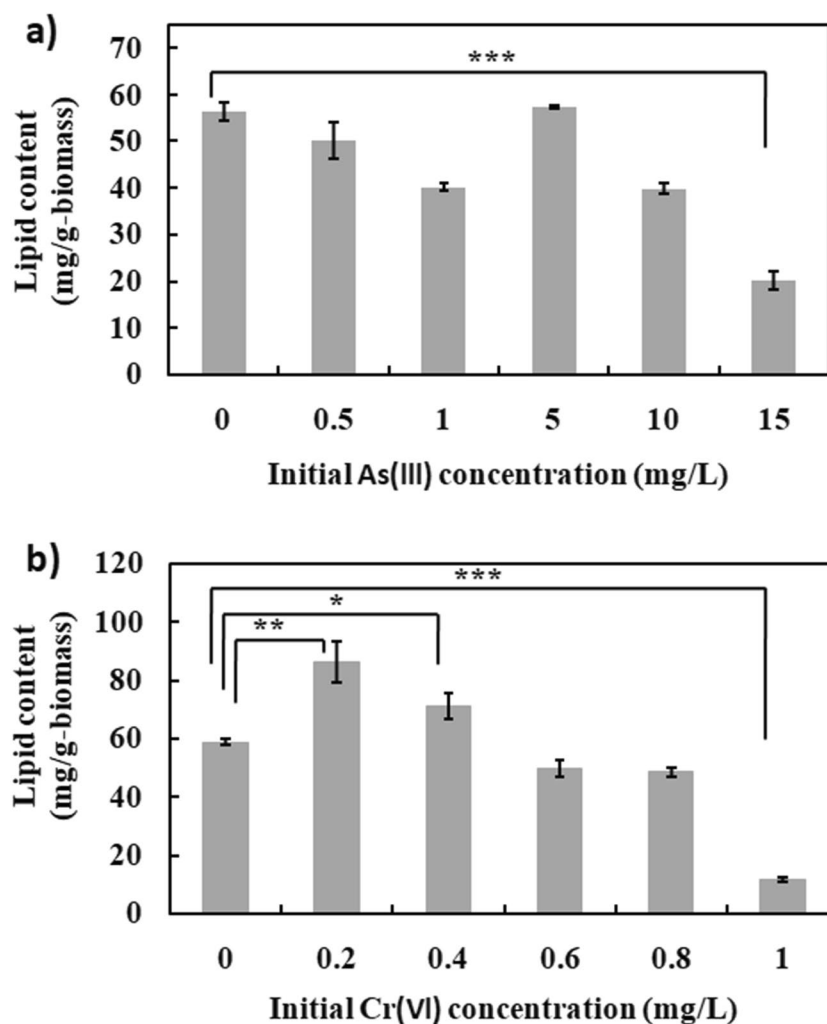 a)
70
60
50
40
30
20
10
0
***
Lipid content
(mg/g-biomass)
0 0.5 1 5 10 15
Initial As(III) concentration (mg/L)
b)
120
100
80
60
40
20
0
***
*
**
Lipid content
(mg/g-biomass)
0 0.2 0.4 0.6 0.8 1
Initial Cr(VI) concentration (mg/L)